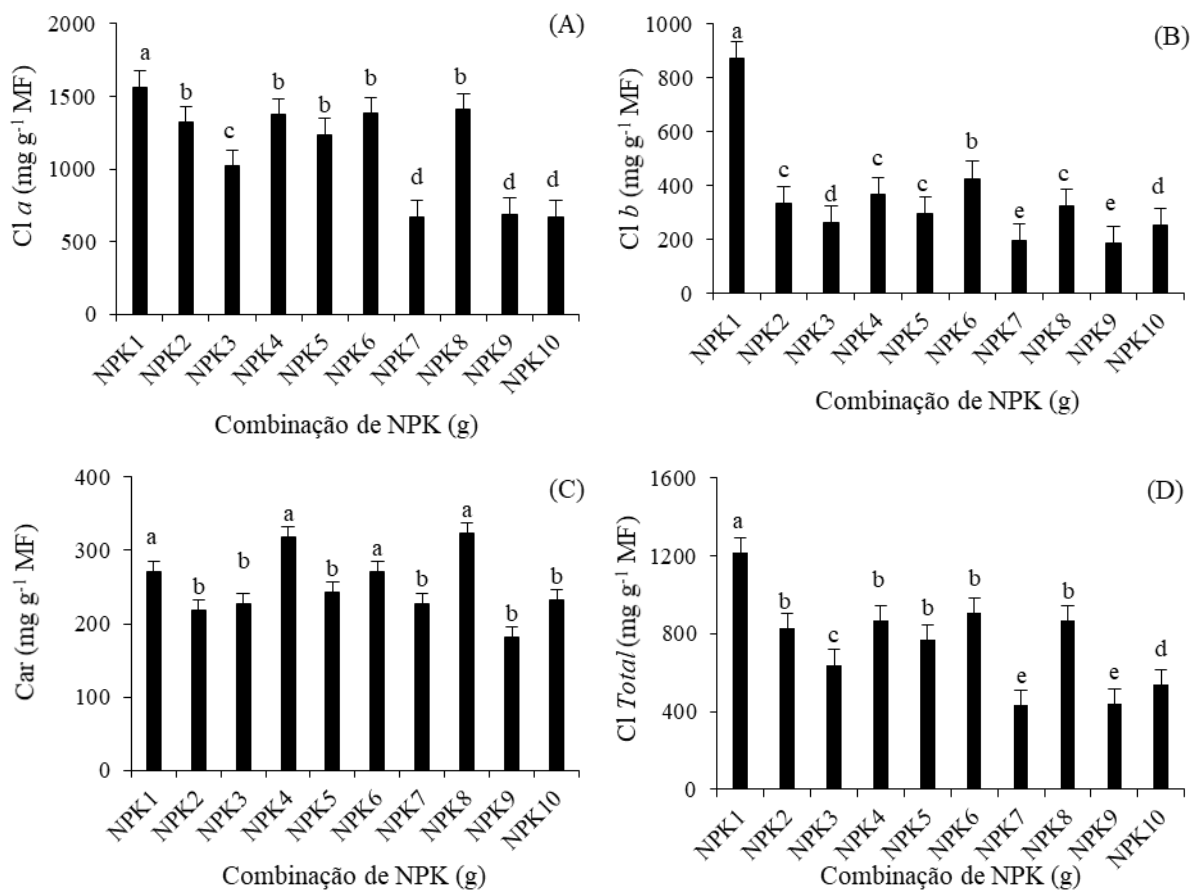 (A)
Cl a (mg g⁻¹ MF)
2000
1500
1000
500
0
a
b
c
b
b
b
d
b
d
d
NPK1
NPK2
NPK3
NPK4
NPK5
NPK6
NPK7
NPK8
NPK9
NPK10
Combinação de NPK (g)
(B)
Cl b (mg g⁻¹ MF)
1000
800
600
400
200
0
a
c
d
c
c
b
e
c
e
d
NPK1
NPK2
NPK3
NPK4
NPK5
NPK6
NPK7
NPK8
NPK9
NPK10
Combinação de NPK (g)
(C)
Car (mg g⁻¹ MF)
400
300
200
100
0
a
b
b
a
b
a
b
a
b
b
NPK1
NPK2
NPK3
NPK4
NPK5
NPK6
NPK7
NPK8
NPK9
NPK10
Combinação de NPK (g)
(D)
Cl Total (mg g⁻¹ MF)
1600
1200
800
400
0
a
b
c
b
b
b
e
b
e
d
NPK1
NPK2
NPK3
NPK4
NPK5
NPK6
NPK7
NPK8
NPK9
NPK10
Combinação de NPK (g)